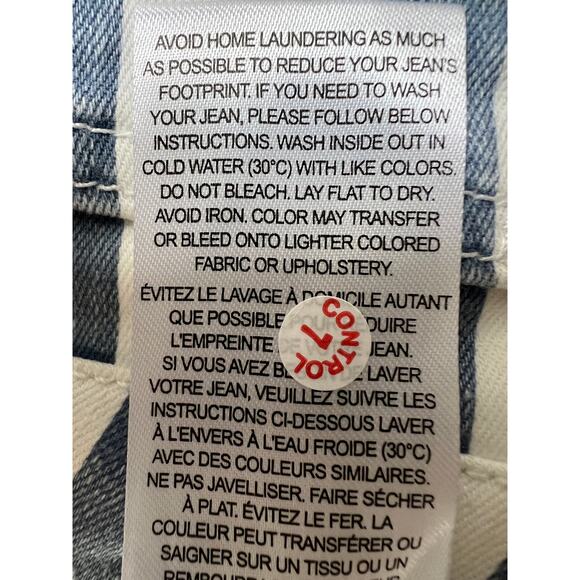 AVOID HOME LAUNDERING AS MUCH
AS POSSIBLE TO REDUCE YOUR JEAN'S
FOOTPRINT. IF YOU NEED TO WASH
YOUR JEAN, PLEASE FOLLOW BELOW
INSTRUCTIONS. WASH INSIDE OUT IN
COLD WATER (30°C) WITH LIKE COLORS.
DO NOT BLEACH. LAY FLAT TO DRY.
AVOID IRON. COLOR MAY TRANSFER
OR BLEED ONTO LIGHTER COLORED
FABRIC OR UPHOLSTERY.
ÉVITEZ LE LAVAGE À DOMICILE AUTANT
QUE POSSIBLE
L'EMPREINTE
SI VOUS AVEZ LAVER
VOTRE JEAN, VEUILLEZ SUIVRE LES
INSTRUCTIONS CI-DESSOUS LAVER
À L'ENVERS À L'EAU FROIDE (30°C)
AVEC DES COULEURS SIMILAIRES.
NE PAS JAVELLISER. FAIRE SÉCHER
À PLAT. ÉVITEZ LE FER. LA
COULEUR PEUT TRANSFÉRER OU
SAIGNER SUR UN TISSU OU UN
CONTROL
7